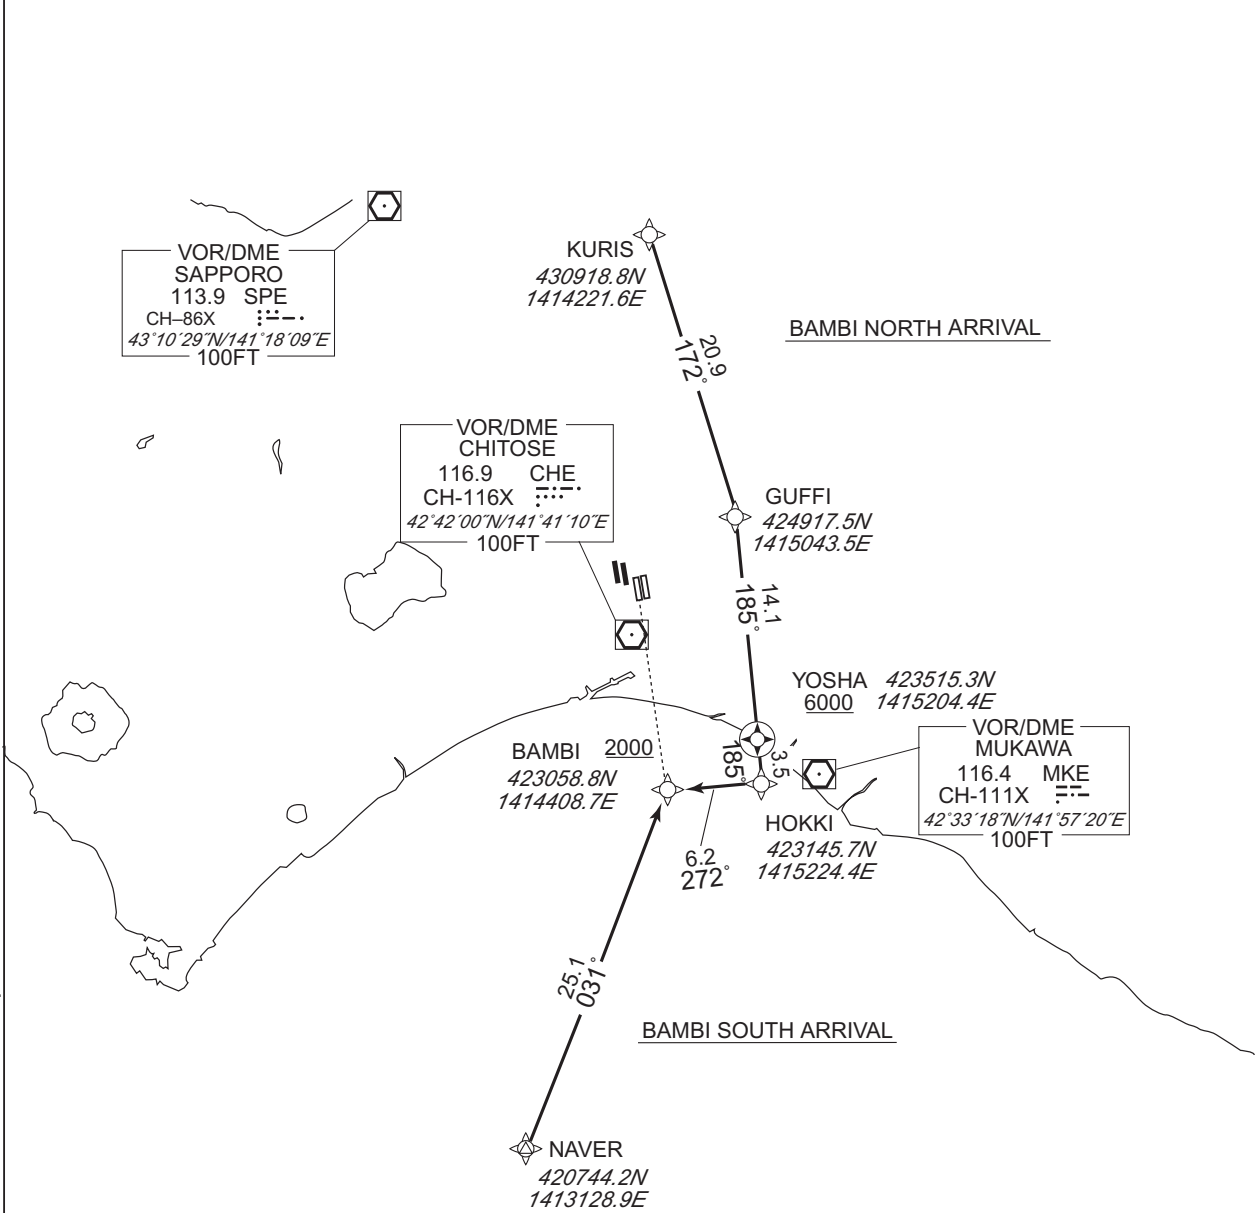 VOR/DME
SAPPORO
113.9 SPE
CH–86X
43°10´29˝N/141°18´09˝E
100FT
KURIS
430918.8N
1414221.6E
BAMBI NORTH ARRIVAL
20.9
172°
VOR/DME
CHITOSE
116.9 CHE
CH-116X
42°42´00˝N/141°41´10˝E
100FT
GUFFI
424917.5N
1415043.5E
14.1
185°
YOSHA 423515.3N
6000 1415204.4E
VOR/DME
MUKAWA
116.4 MKE
CH-111X
42°33´18˝N/141°57´20˝E
100FT
BAMBI 2000
423058.8N
1414408.7E
185°
3.5
HOKKI
423145.7N
1415224.4E
6.2
272°
25.1
031°
BAMBI SOUTH ARRIVAL
NAVER
420744.2N
1413128.9E